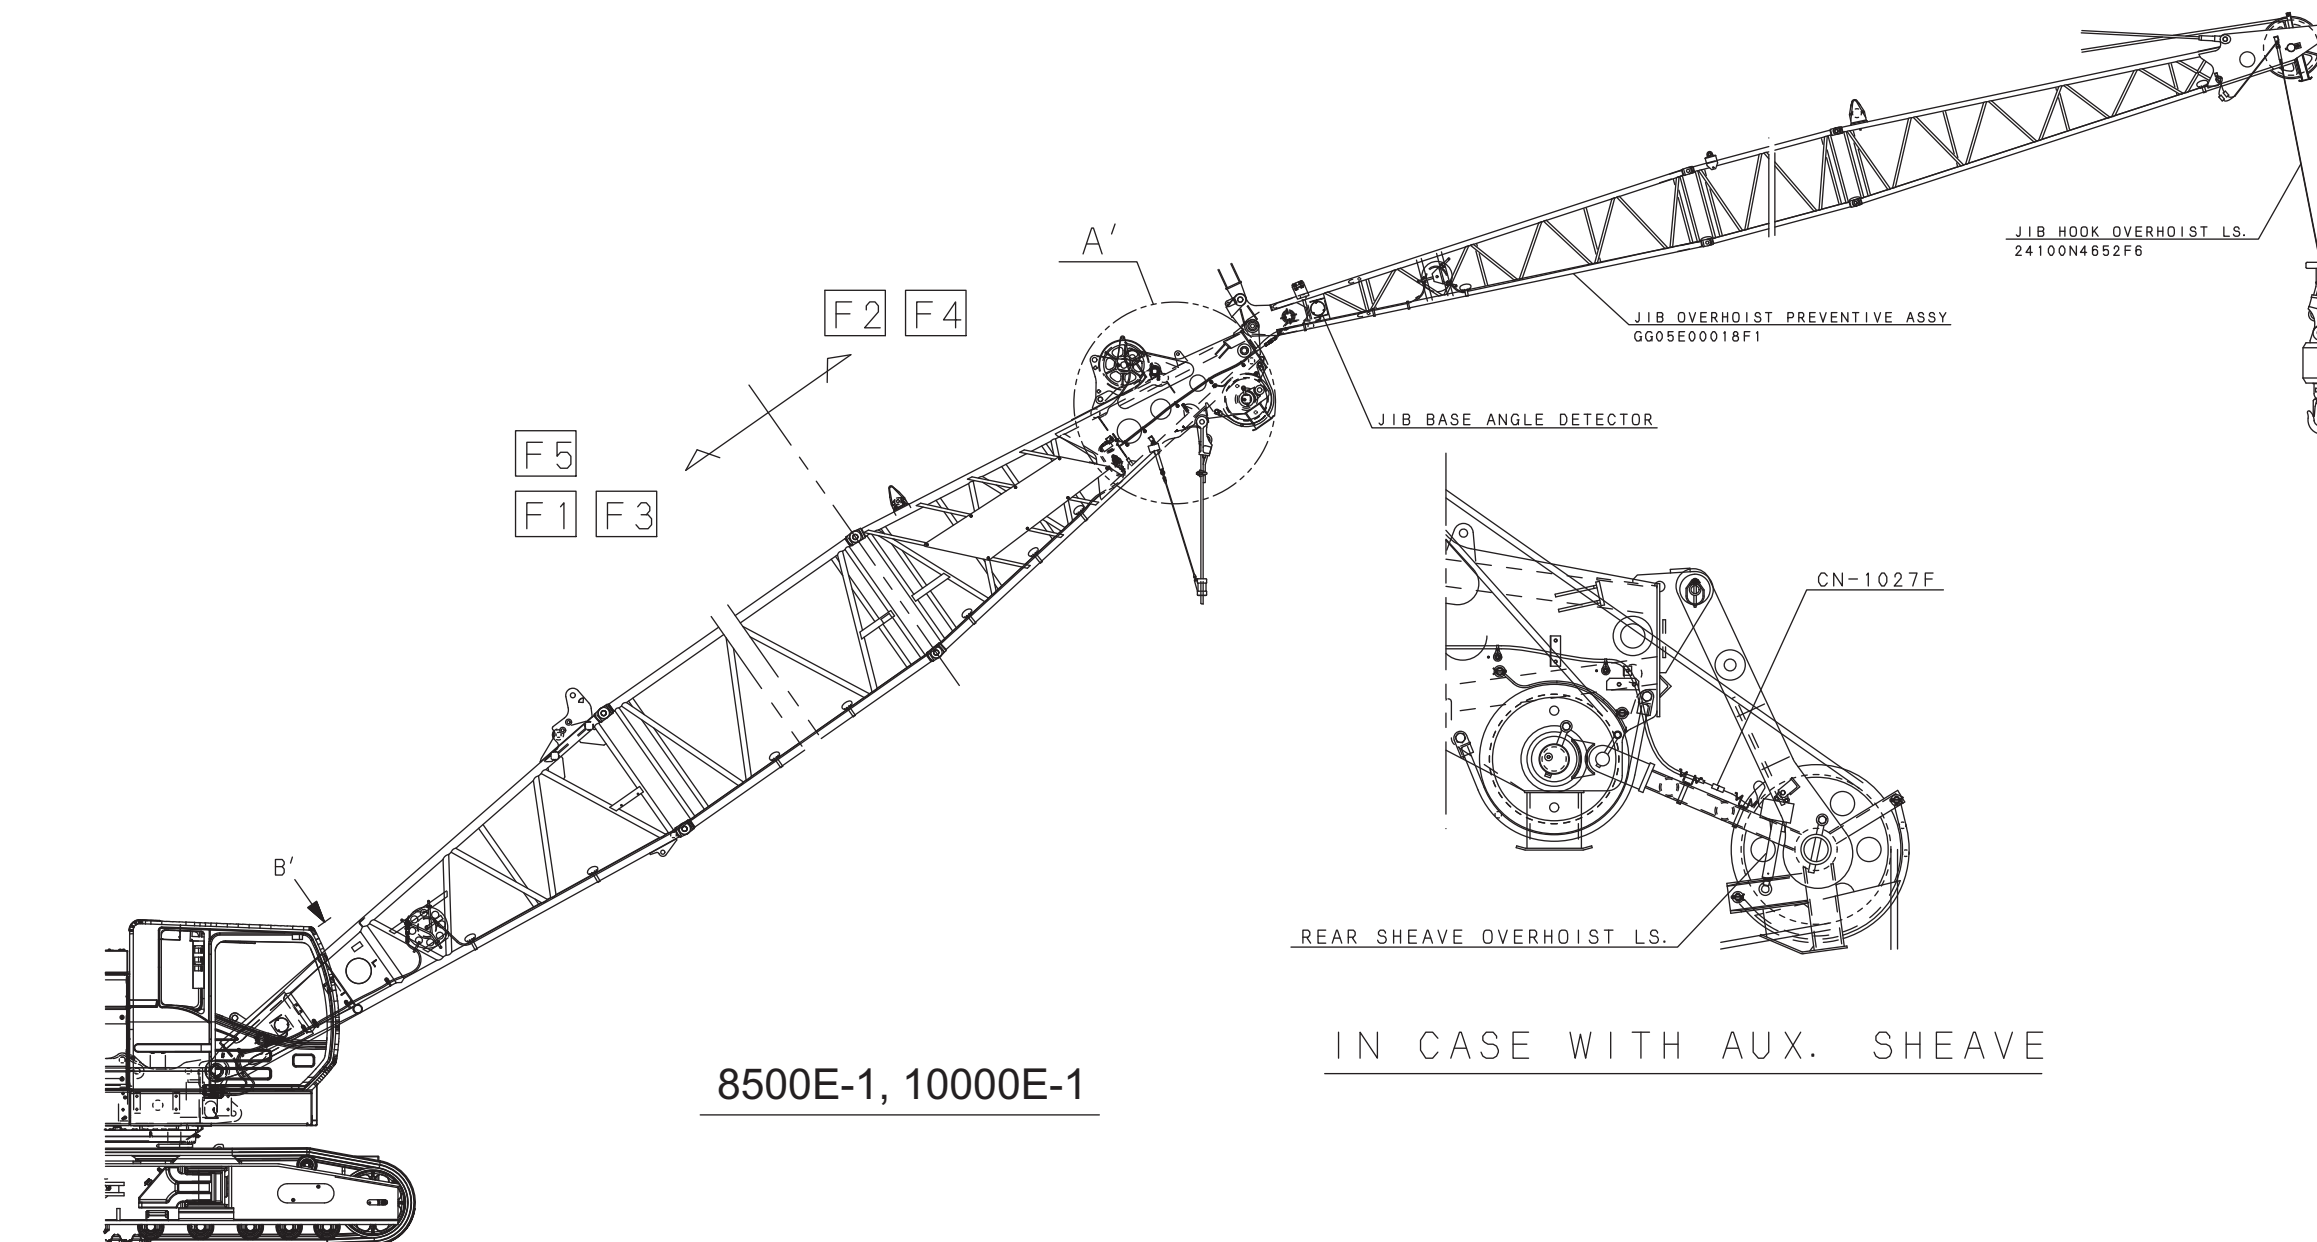 JIB HOOK OVERHOIST LS.
24100N4652F6
A'
F2 F4
JIB OVERHOIST PREVENTIVE ASSY
GG05E00018F1
JIB BASE ANGLE DETECTOR
F5
F1 F3
CN-1027F
B'
REAR SHEAVE OVERHOIST LS.
IN CASE WITH AUX. SHEAVE
8500E-1, 10000E-1